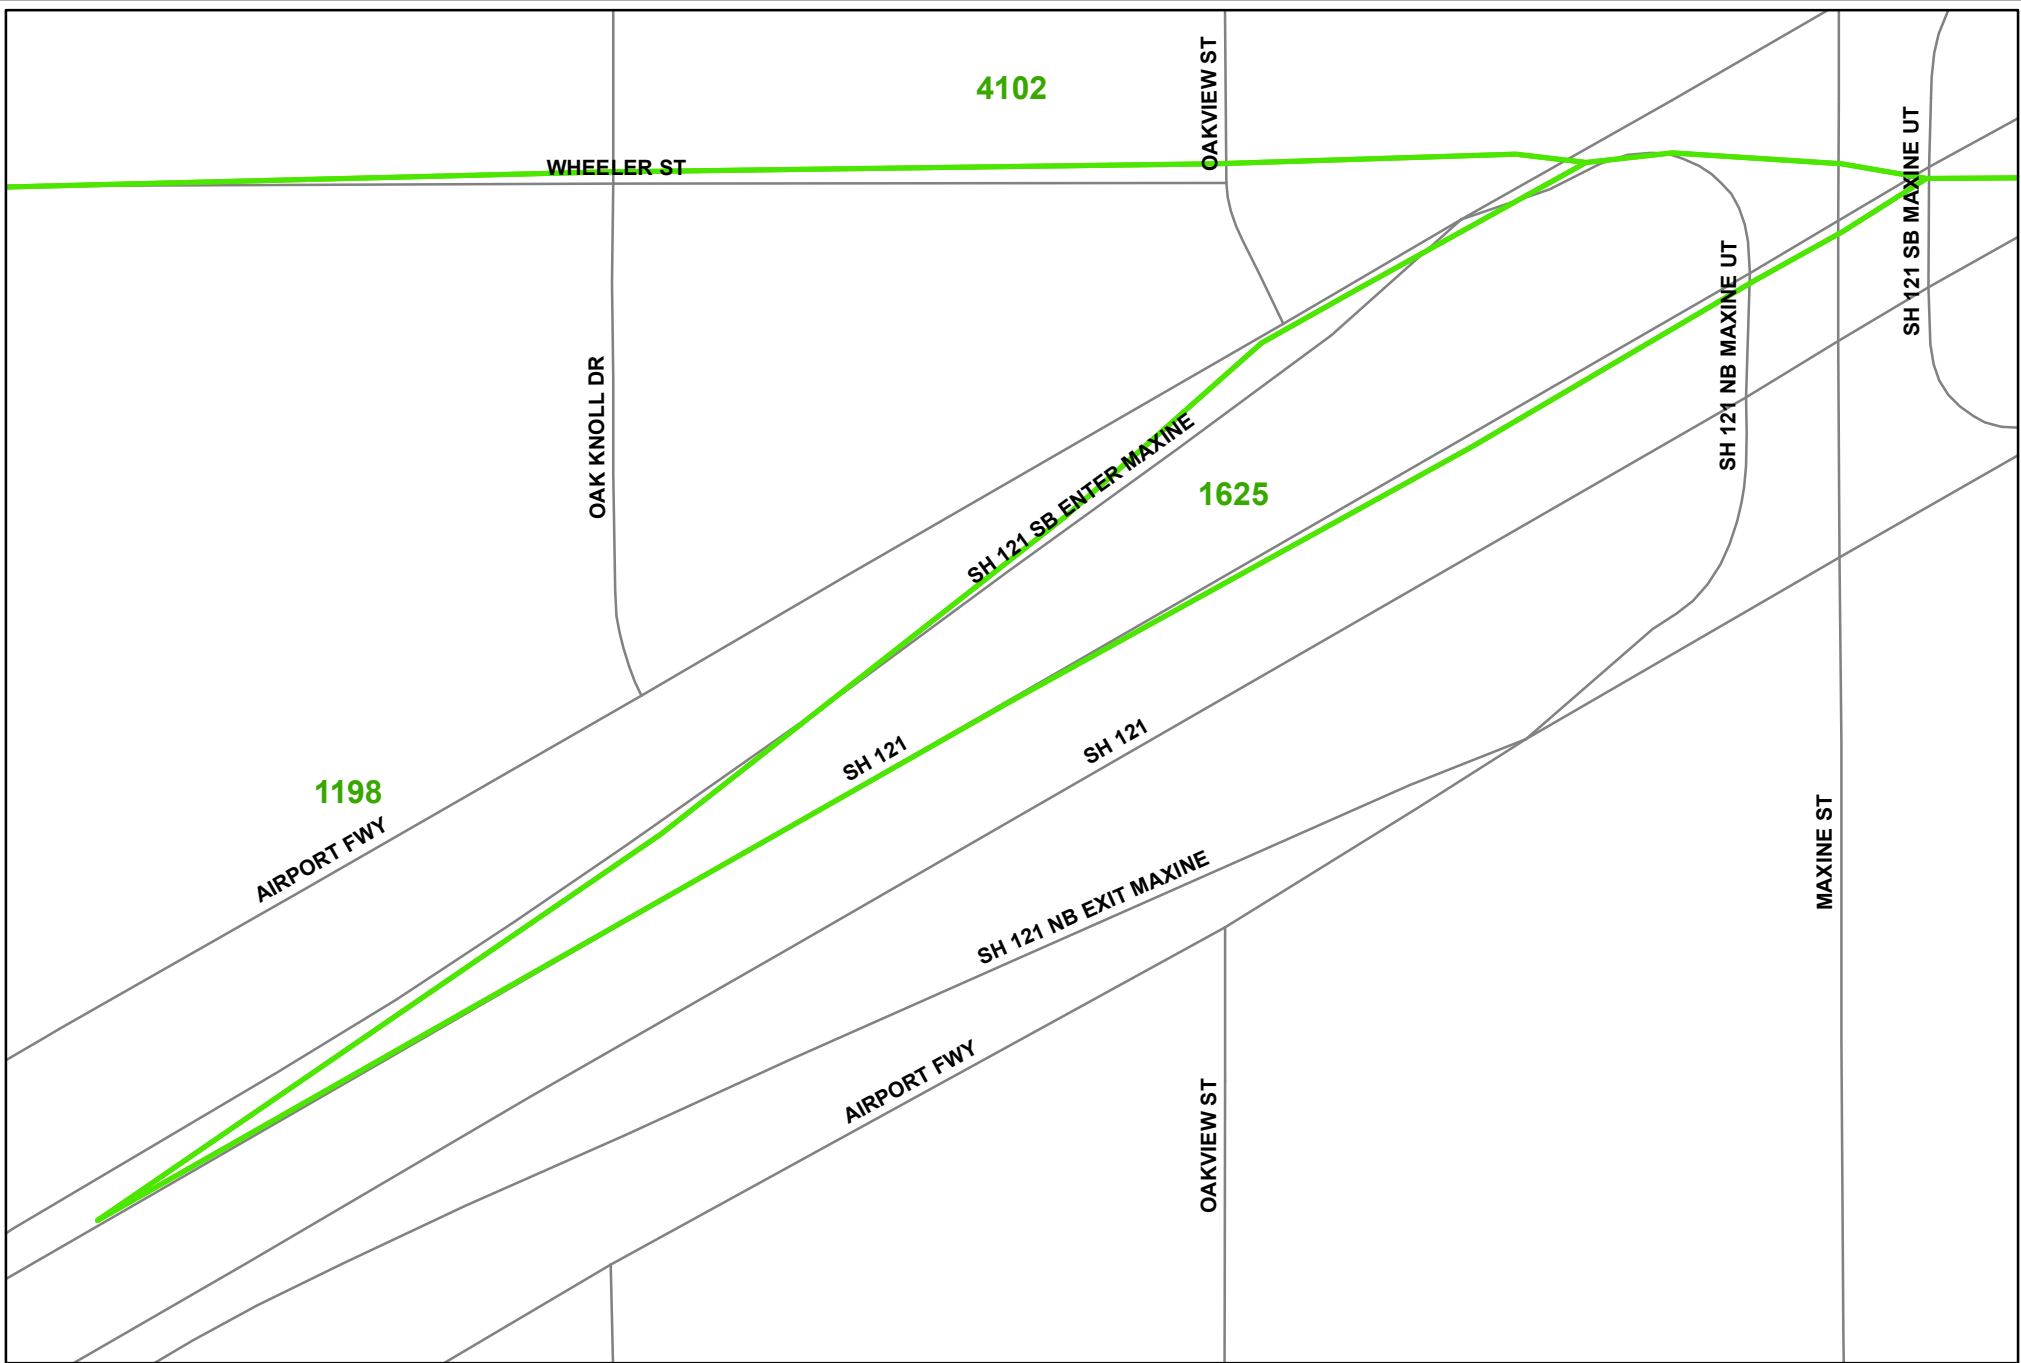 4102
OAKVIEW ST
WHEELER ST
SH 121 SB MAXINE UT
SH 121 NB MAXINE UT
OAK KNOLL DR
SH 121 SB ENTER MAXINE
1625
SH 121
SH 121
1198
AIRPORT FWY
MAXINE ST
SH 121 NB EXIT MAXINE
AIRPORT FWY
OAKVIEW ST